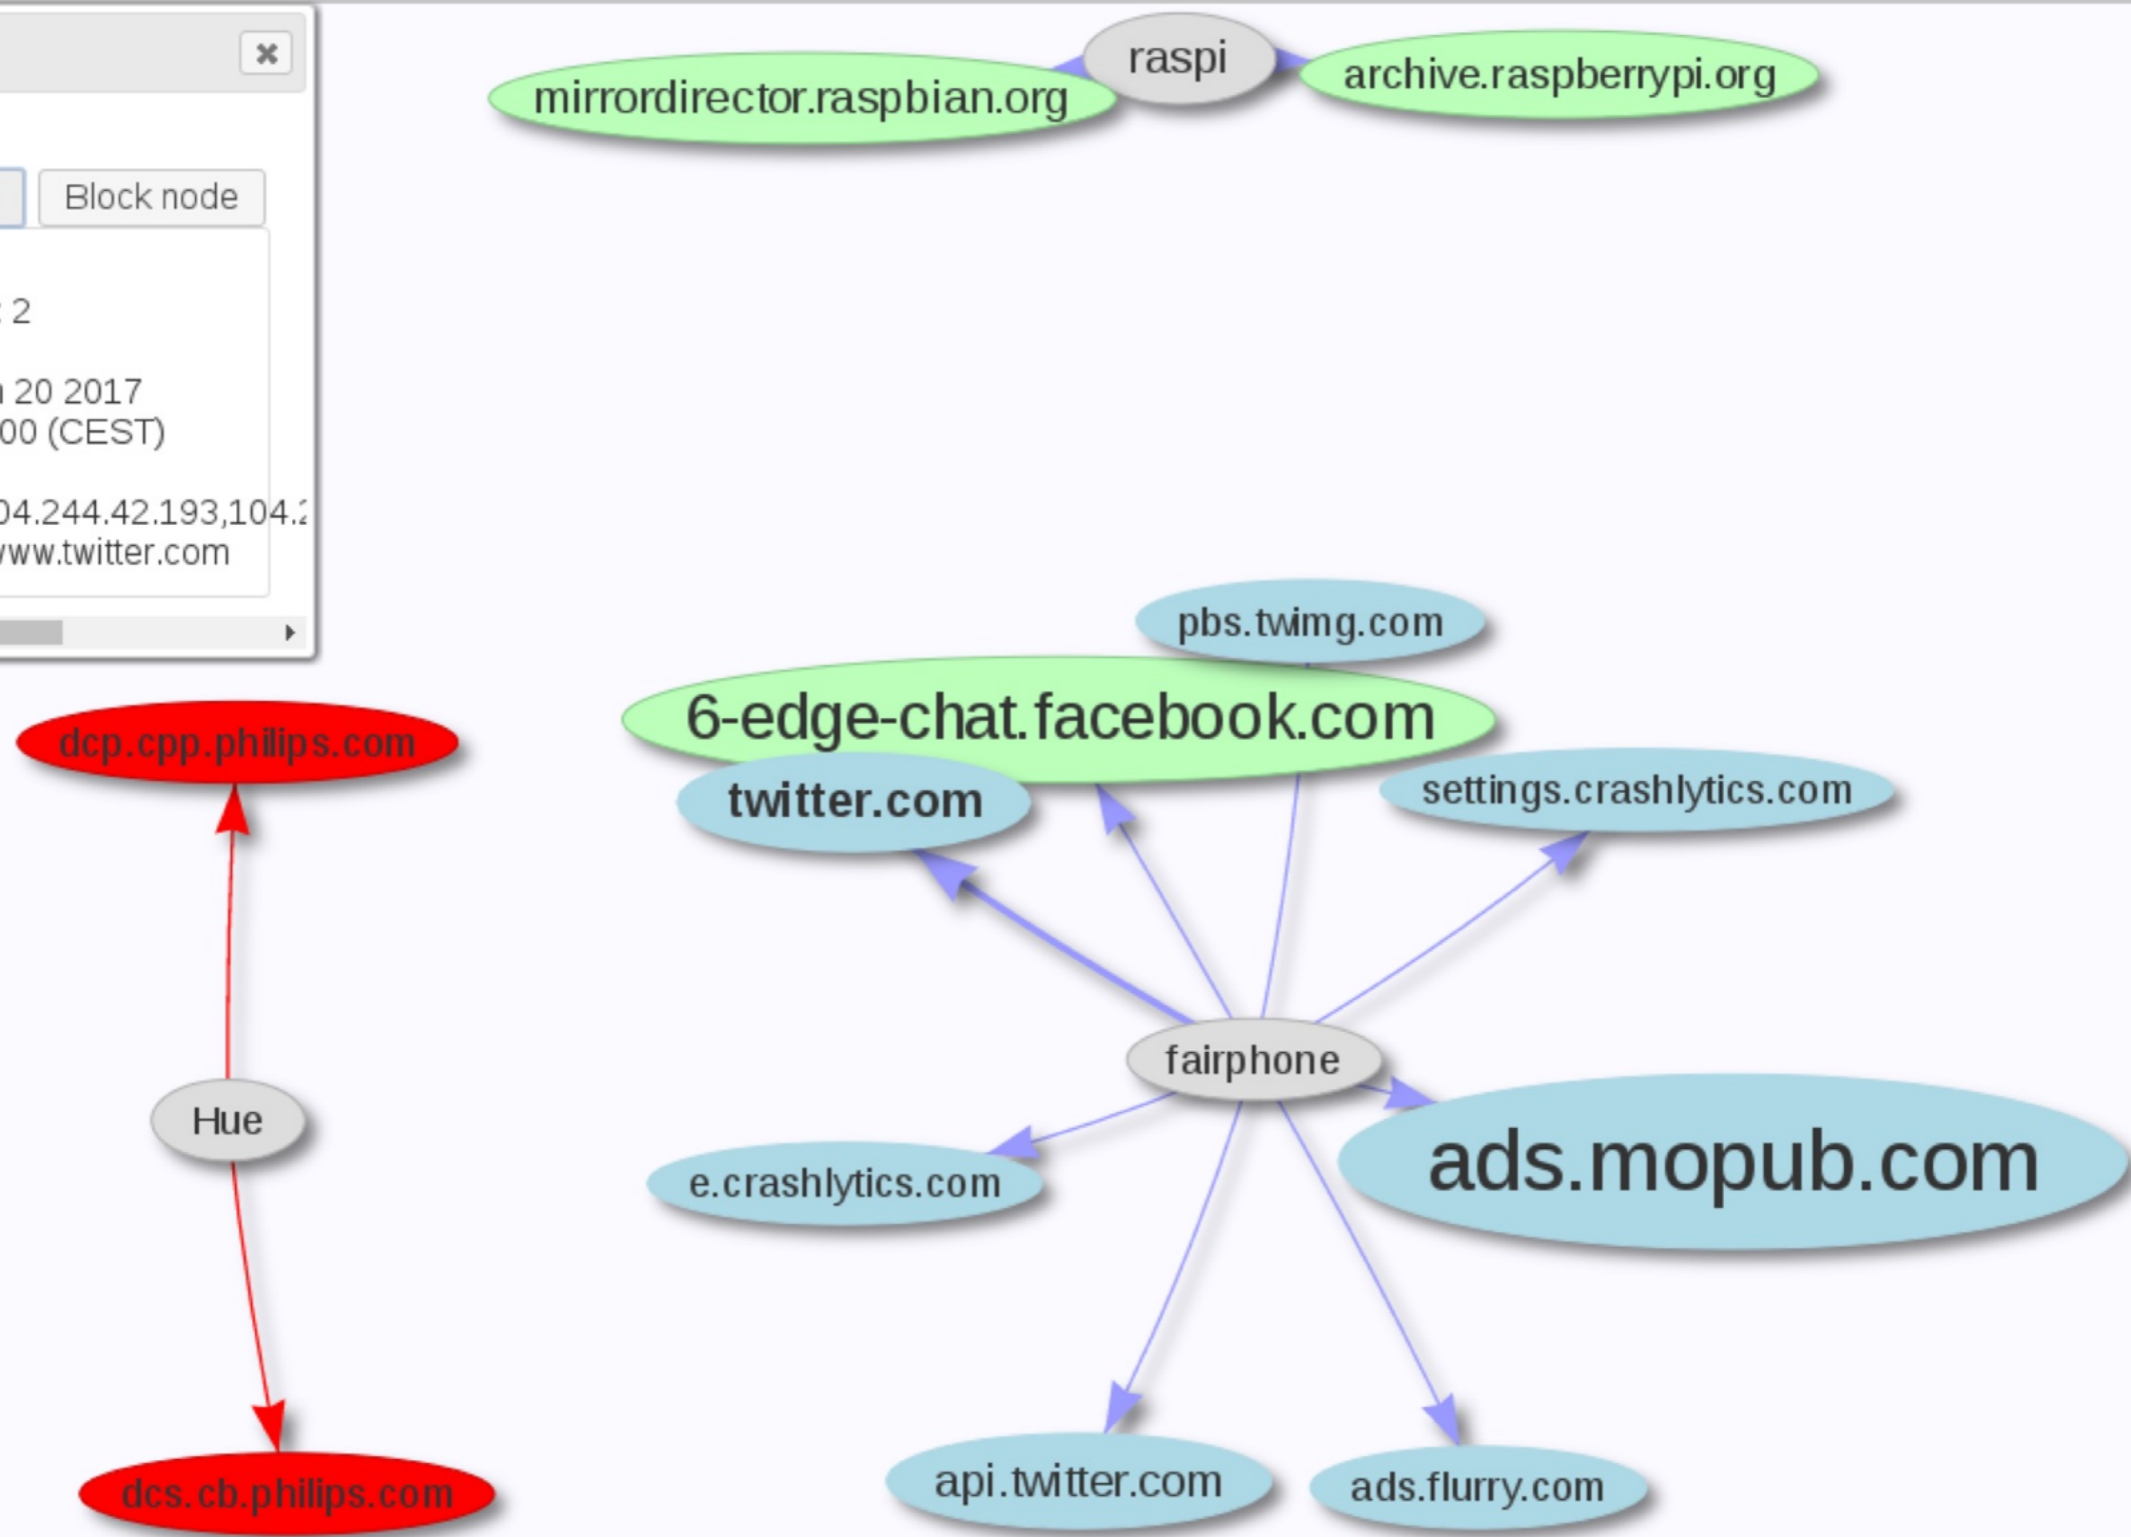 raspi
mirrordirector.raspbian.org
archive.raspberrypi.org
Block node
: 2
20 2017
00 (CEST)
04.244.42.193,104.
www.twitter.com
pbs.twimg.com
6-edge-chat.facebook.com
dcp.cpp.philips.com
twitter.com
settings.crashlytics.com
fairphone
Hue
ads.mopub.com
e.crashlytics.com
api.twitter.com
ads.flurry.com
dcs.cb.philips.com